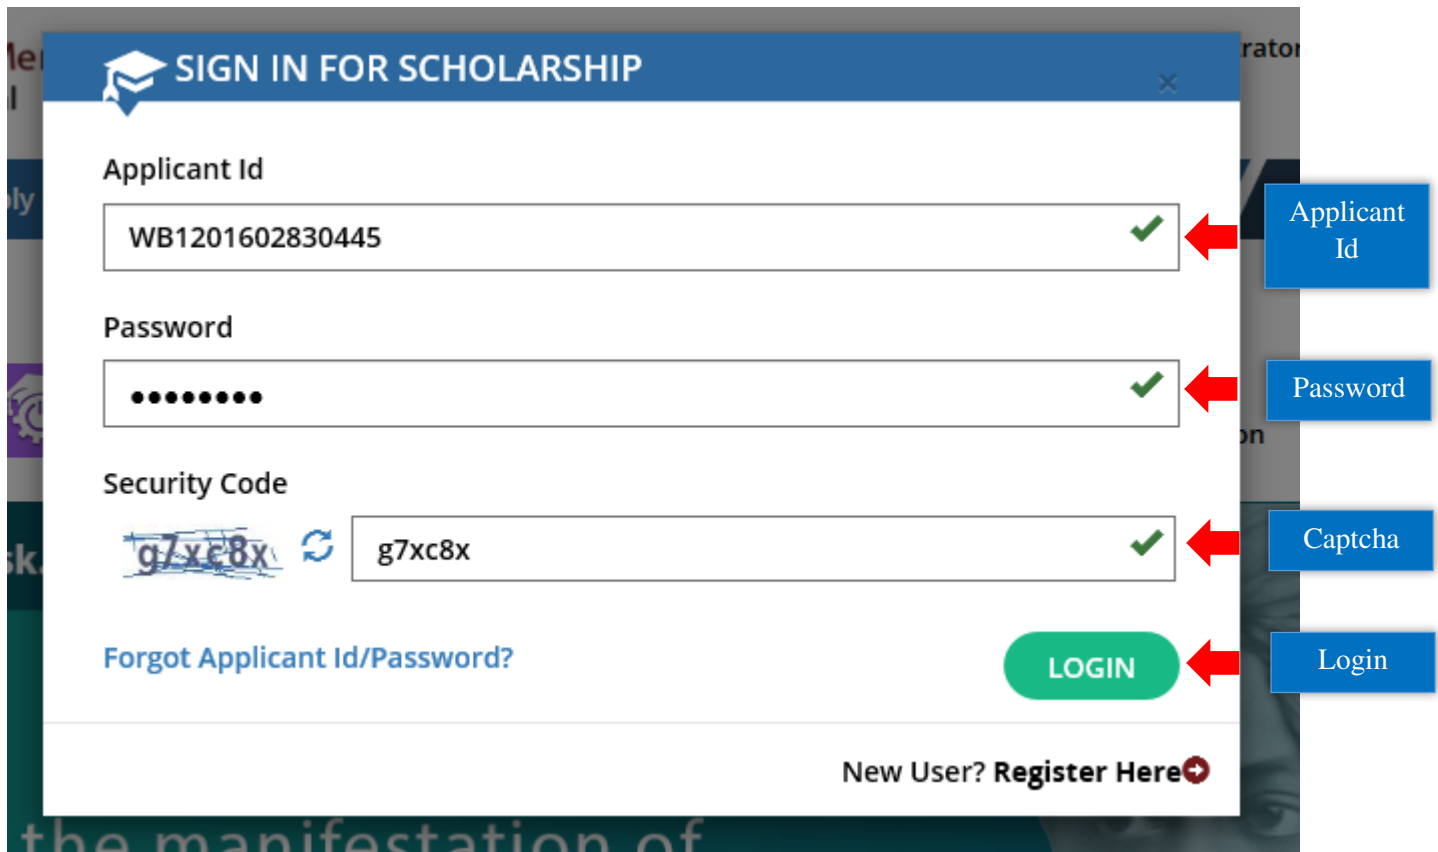 SIGN IN FOR SCHOLARSHIP
×
Applicant Id
WB1201602830445
Applicant
Id
Password
••••••••
Password
Security Code
g7xc8x
g7xc8x
Captcha
Forgot Applicant Id/Password?
LOGIN
Login
New User? Register Here
the manifestation of